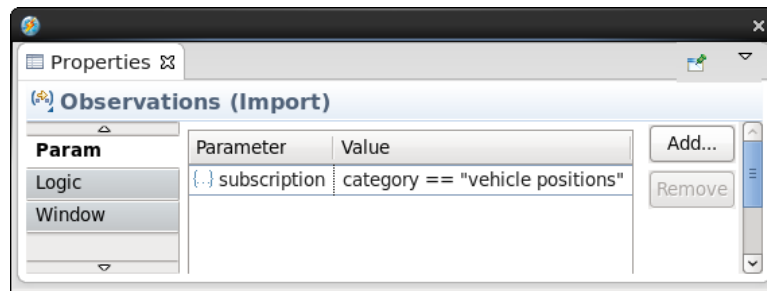 Properties
Observations (Import)
Param
Logic
Window
Parameter Value
{..} subscription category == "vehicle positions"
Add...
Remove